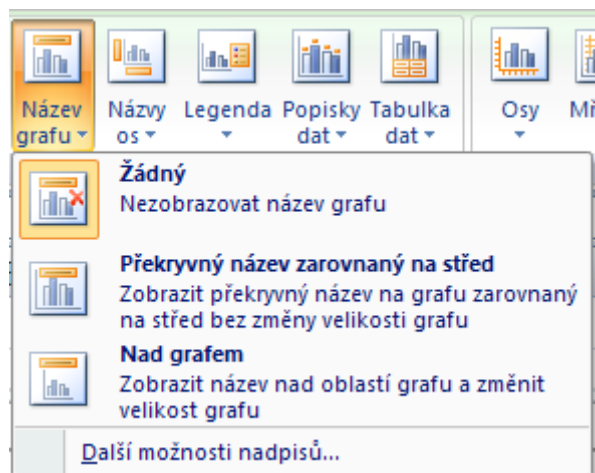 Název grafu
Názvy os
Legenda
Popisky dat
Tabulka dat
Osy
Žádný
Nezobrazovat název grafu
Překryvný název zarovnaný na střed
Zobrazit překryvný název na grafu zarovnaný
na střed bez změny velikosti grafu
Nad grafem
Zobrazit název nad oblastí grafu a změnit
velikost grafu
Další možnosti nadpisů...